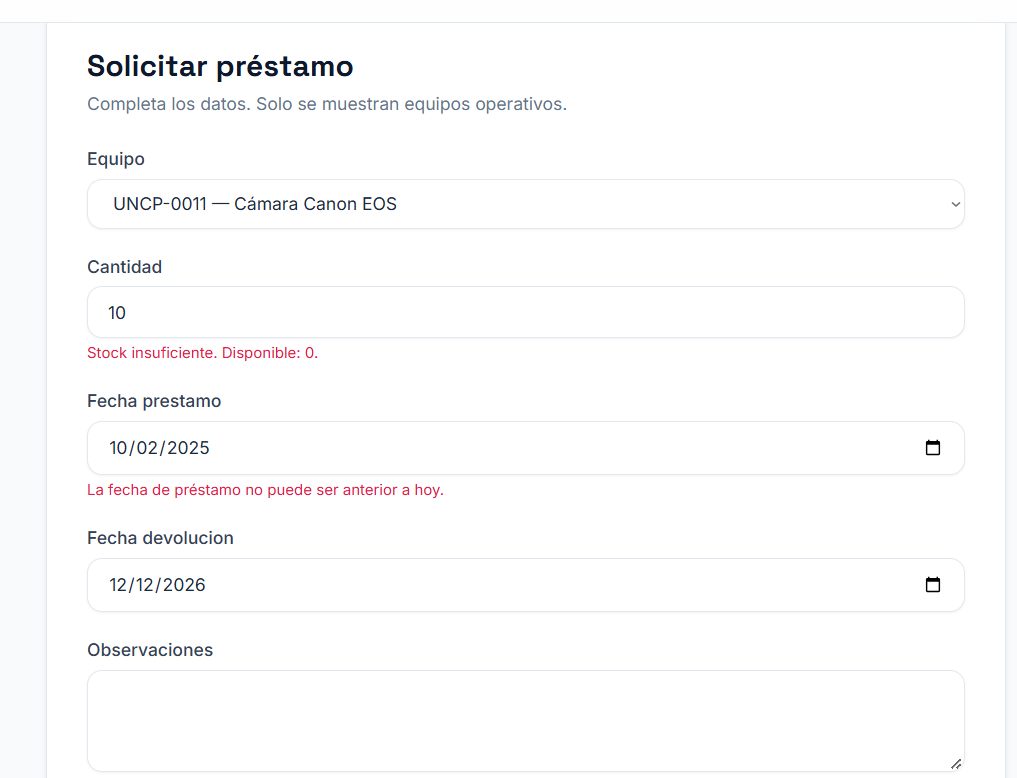 Solicitar préstamo
Completa los datos. Solo se muestran equipos operativos.
Equipo
UNCP-0011 — Cámara Canon EOS
Cantidad
10
Stock insuficiente. Disponible: 0.
Fecha prestamo
10/02/2025
La fecha de préstamo no puede ser anterior a hoy.
Fecha devolucion
12/12/2026
Observaciones